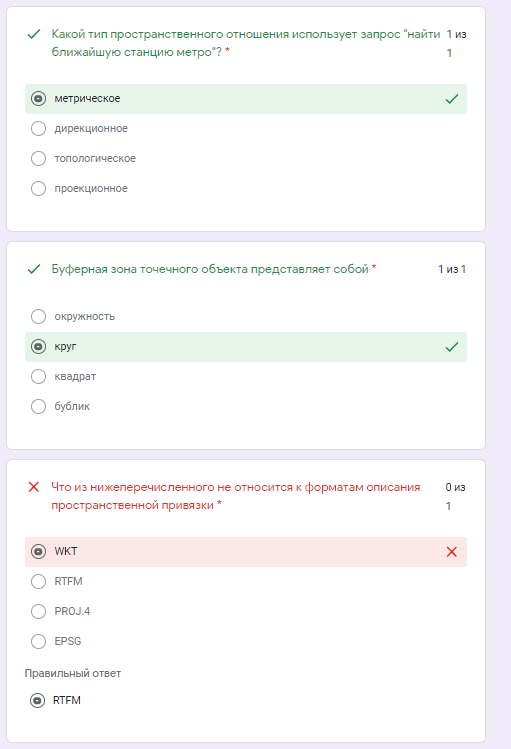 Какой тип пространственного отношения использует запрос "найти 1 из
ближайшую станцию метро"? * 1
метрическое
дирекционное
топологическое
проекционное
Буферная зона точечного объекта представляет собой * 1 из 1
окружность
круг
квадрат
бублик
Что из нижеперечисленного не относится к форматам описания 0 из
пространственной привязки * 1
WKT
RTFM
PROJ.4
EPSG
Правильный ответ
RTFM